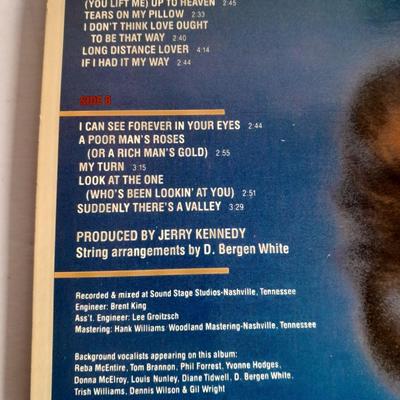 (YOU LIFT ME) UP TO HEAVEN 2:45
TEARS ON MY PILLOW 2:33
I DON'T THINK LOVE OUGHT
TO BE THAT WAY 2:40
LONG DISTANCE LOVER 4:14
IF I HAD IT MY WAY 2:44
SIDE B
I CAN SEE FOREVER IN YOUR EYES 2:44
A POOR MAN'S ROSES
(OR A RICH MAN'S GOLD) 2:55
MY TURN 3:15
LOOK AT THE ONE
(WHO'S BEEN LOOKIN' AT YOU) 2:51
SUDDENLY THERE'S A VALLEY 3:29
PRODUCED BY JERRY KENNEDY
String arrangements by D. Bergen White
Recorded & mixed at Sound Stage Studios-Nashville, Tennessee
Engineer: Brent King
Ass't. Engineer: Lee Groitzsch
Mastering: Hank Williams Woodland Mastering-Nashville, Tennessee
Background vocalists appearing on this album:
Reba McEntire, Tom Brannon, Phil Forrest, Yvonne Hodges,
Donna McElroy, Louis Nunley, Diane Tidwell, D. Bergen White,
Trish Williams, Dennis Wilson & Gil Wright